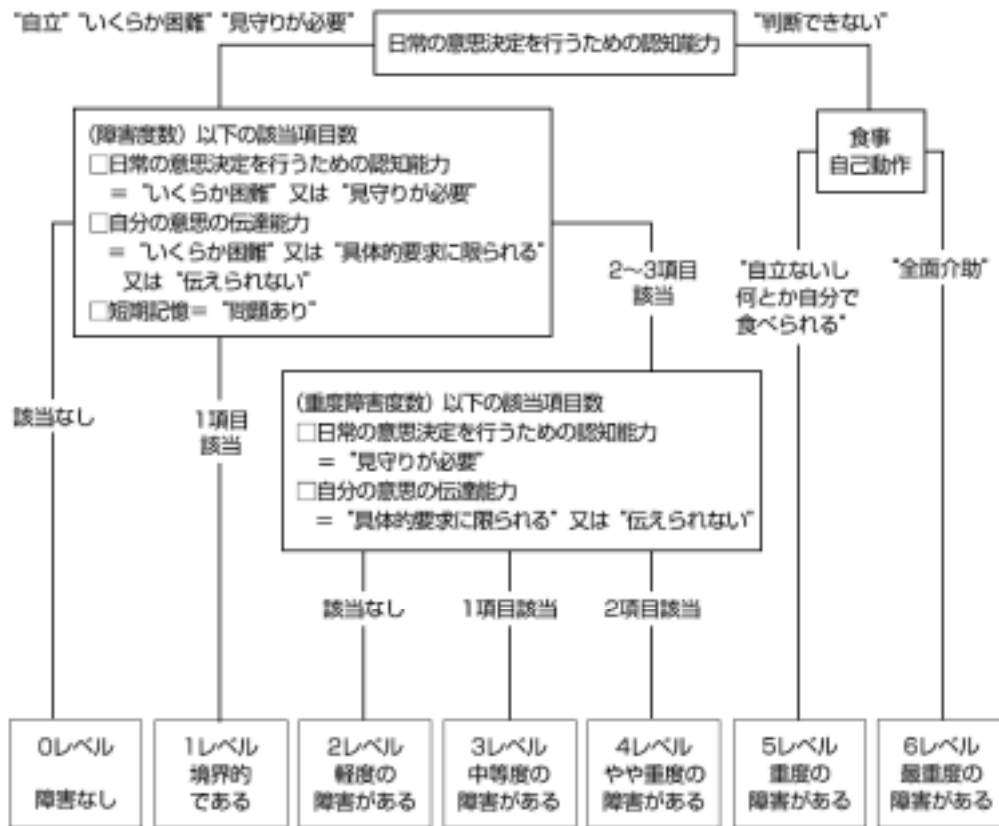 "自立" "いくらか困難" "見守りが必要"
日常の意思決定を行うための認知能力
"判断できない"
(障害度数) 以下の該当項目数
□日常の意思決定を行うための認知能力
= "いくらか困難" 又は "見守りが必要"
□自分の意思の伝達能力
= "いくらか困難" 又は "具体的要求に限られる"
又は "伝えられない"
□短期記憶= "問題あり"
食事
自己動作
2〜3項目
該当
"自立ないし
何とか自分で
食べられる"
"全面介助"
該当なし
1項目
該当
(重度障害度数) 以下の該当項目数
□日常の意思決定を行うための認知能力
= "見守りが必要"
□自分の意思の伝達能力
= "具体的要求に限られる" 又は "伝えられない"
該当なし
1項目該当
2項目該当
0レベル
障害なし
1レベル
境界的
である
2レベル
軽度の
障害がある
3レベル
中等度の
障害がある
4レベル
やや重度の
障害がある
5レベル
重度の
障害がある
6レベル
最重度の
障害がある